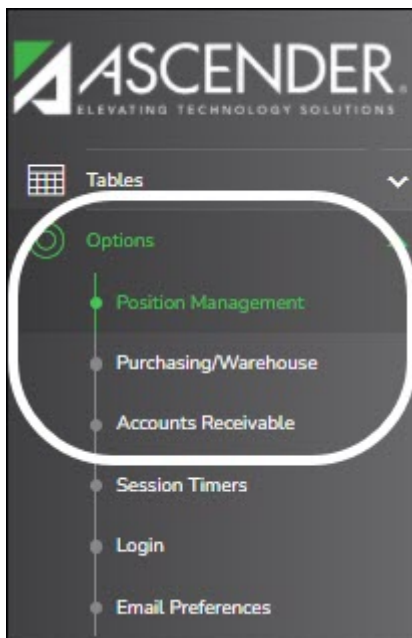 ASCENDER
ELEVATING TECHNOLOGY SOLUTIONS
Tables
Options
Position Management
Purchasing/Warehouse
Accounts Receivable
Session Timers
Login
Email Preferences